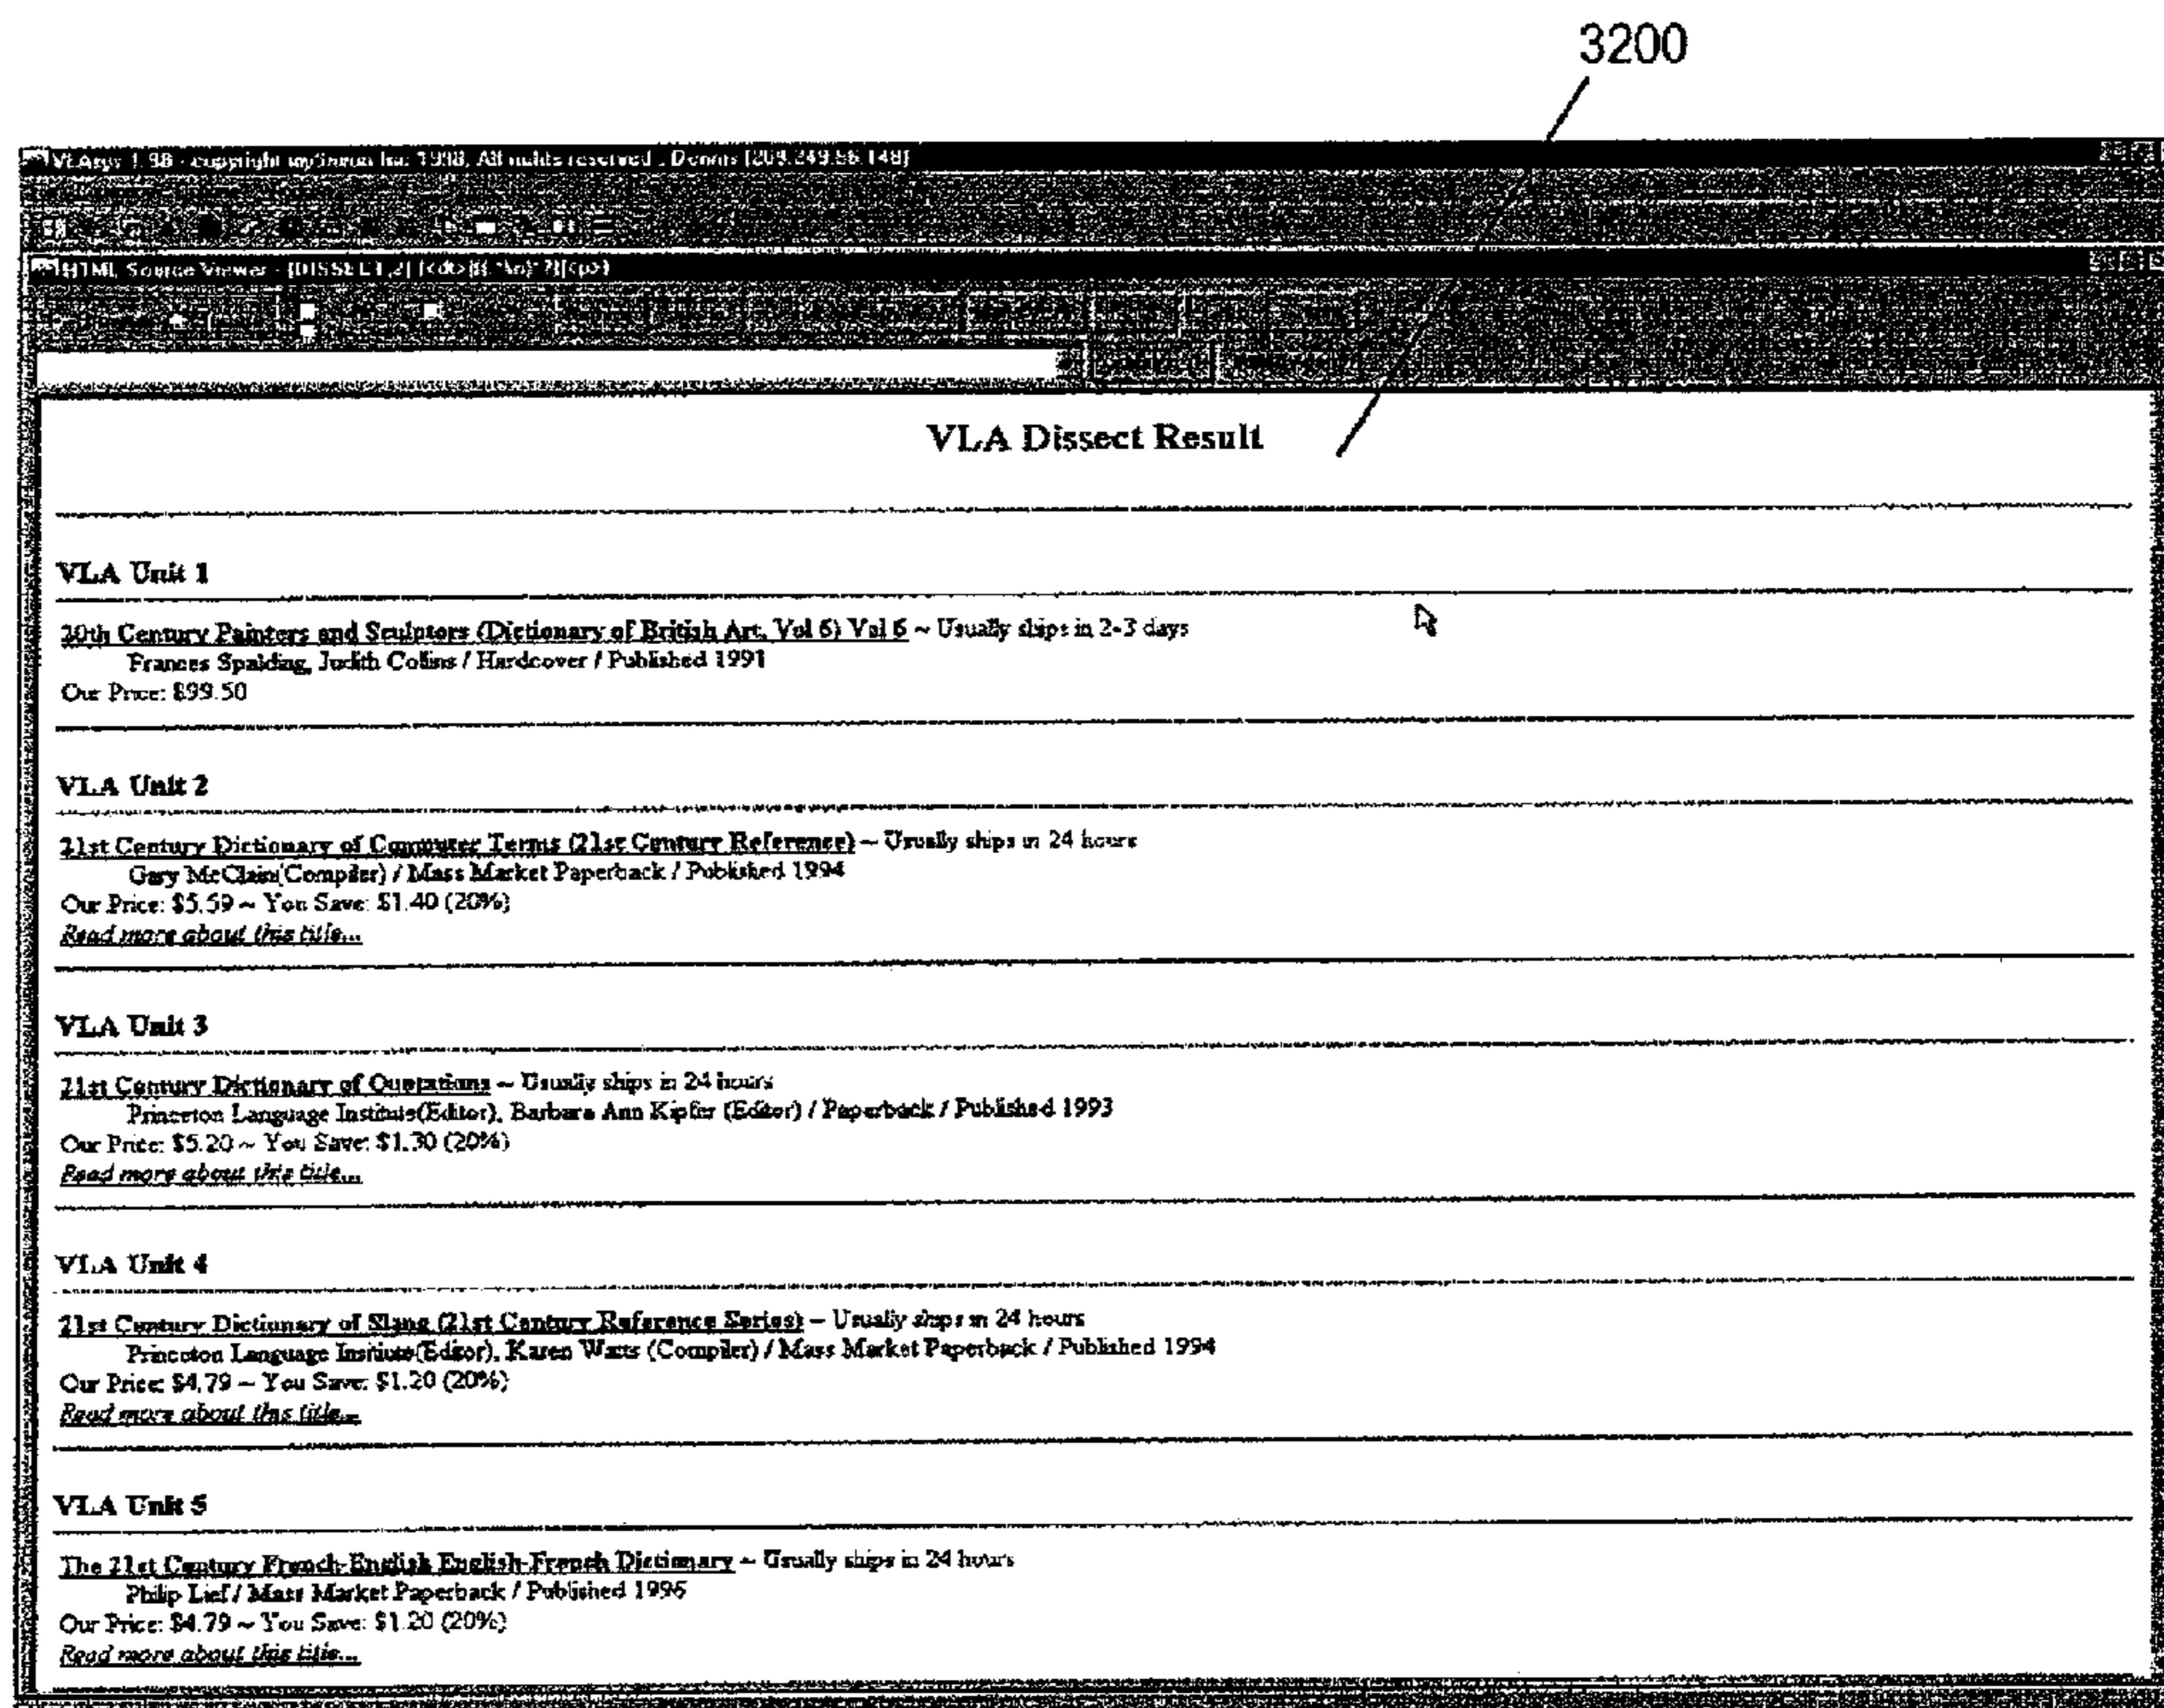 3200
1998, All rights reserved . Dennis
HTML Source Viewer -
VLA Dissect Result
VLA Unit 1
20th Century Painters and Sculptors (Dictionary of British Art, Vol 6) Vol 6 ~ Usually ships in 2-3 days
Frances Spalding, Judith Collins / Hardcover / Published 1991
Our Price: $99.50
VLA Unit 2
21st Century Dictionary of Computer Terms (21st Century Reference) ~ Usually ships in 24 hours
Gary McClain(Compiler) / Mass Market Paperback / Published 1994
Our Price: $5.59 ~ You Save: $1.40 (20%)
Read more about this title...
VLA Unit 3
21st Century Dictionary of Quotations ~ Usually ships in 24 hours
Princeton Language Institute(Editor), Barbara Ann Kipfer (Editor) / Paperback / Published 1993
Our Price: $5.20 ~ You Save: $1.30 (20%)
Read more about this title...
VLA Unit 4
21st Century Dictionary of Slang (21st Century Reference Series) ~ Usually ships in 24 hours
Princeton Language Institute(Editor), Karen Watts (Compiler) / Mass Market Paperback / Published 1994
Our Price: $4.79 ~ You Save: $1.20 (20%)
Read more about this title...
VLA Unit 5
The 21st Century French-English English-French Dictionary ~ Usually ships in 24 hours
Philip Lief / Mass Market Paperback / Published 1996
Our Price: $4.79 ~ You Save: $1.20 (20%)
Read more about this title...